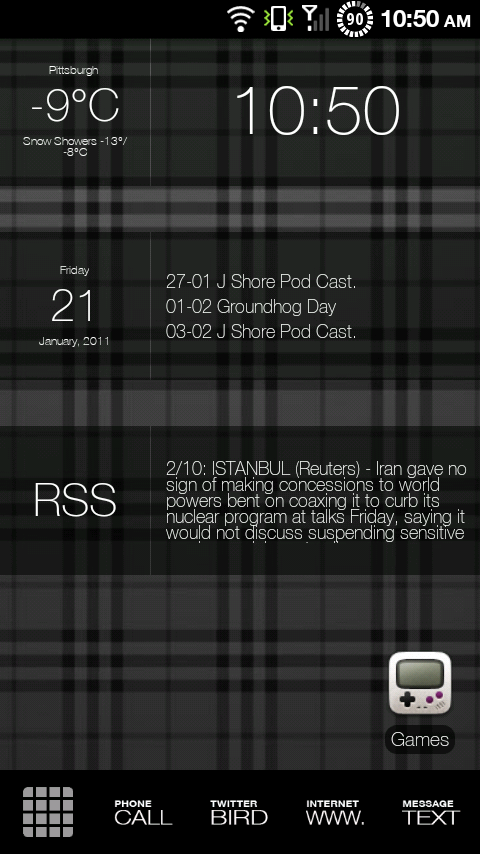 90 10:50 AM
Pittsburgh
-9°C
Snow Showers -13°/
-8°C
10:50
Friday
21
January, 2011
27-01 J Shore Pod Cast.
01-02 Groundhog Day
03-02 J Shore Pod Cast.
RSS
2/10: ISTANBUL (Reuters) - Iran gave no
sign of making concessions to world
powers bent on coaxing it to curb its
nuclear program at talks Friday, saying it
would not discuss suspending sensitive
Games
PHONE
CALL
TWITTER
BIRD
INTERNET
WWW.
MESSAGE
TEXT